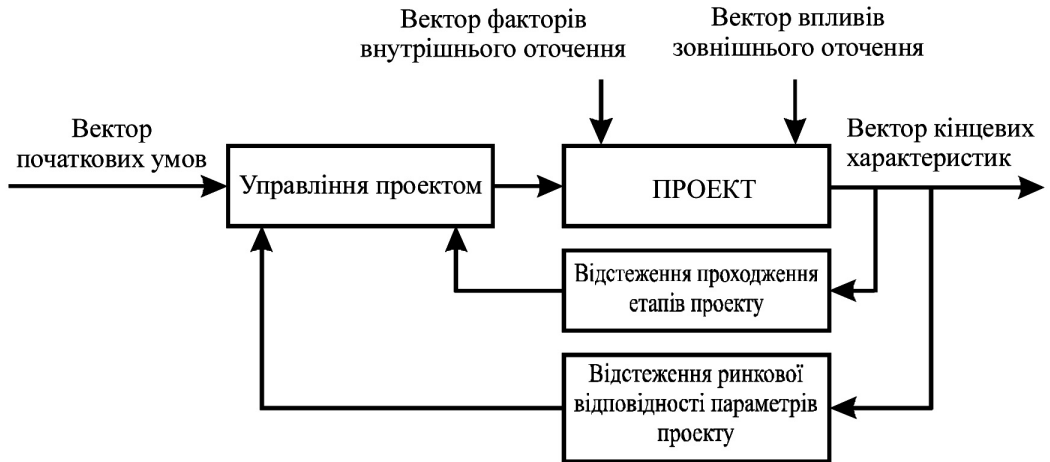 Вектор факторів
внутрішнього оточення
Вектор впливів
зовнішнього оточення
Вектор
початкових умов
Управління проектом
ПРОЕКТ
Вектор кінцевих
характеристик
Відстеження проходження
етапів проекту
Відстеження ринкової
відповідності параметрів
проекту